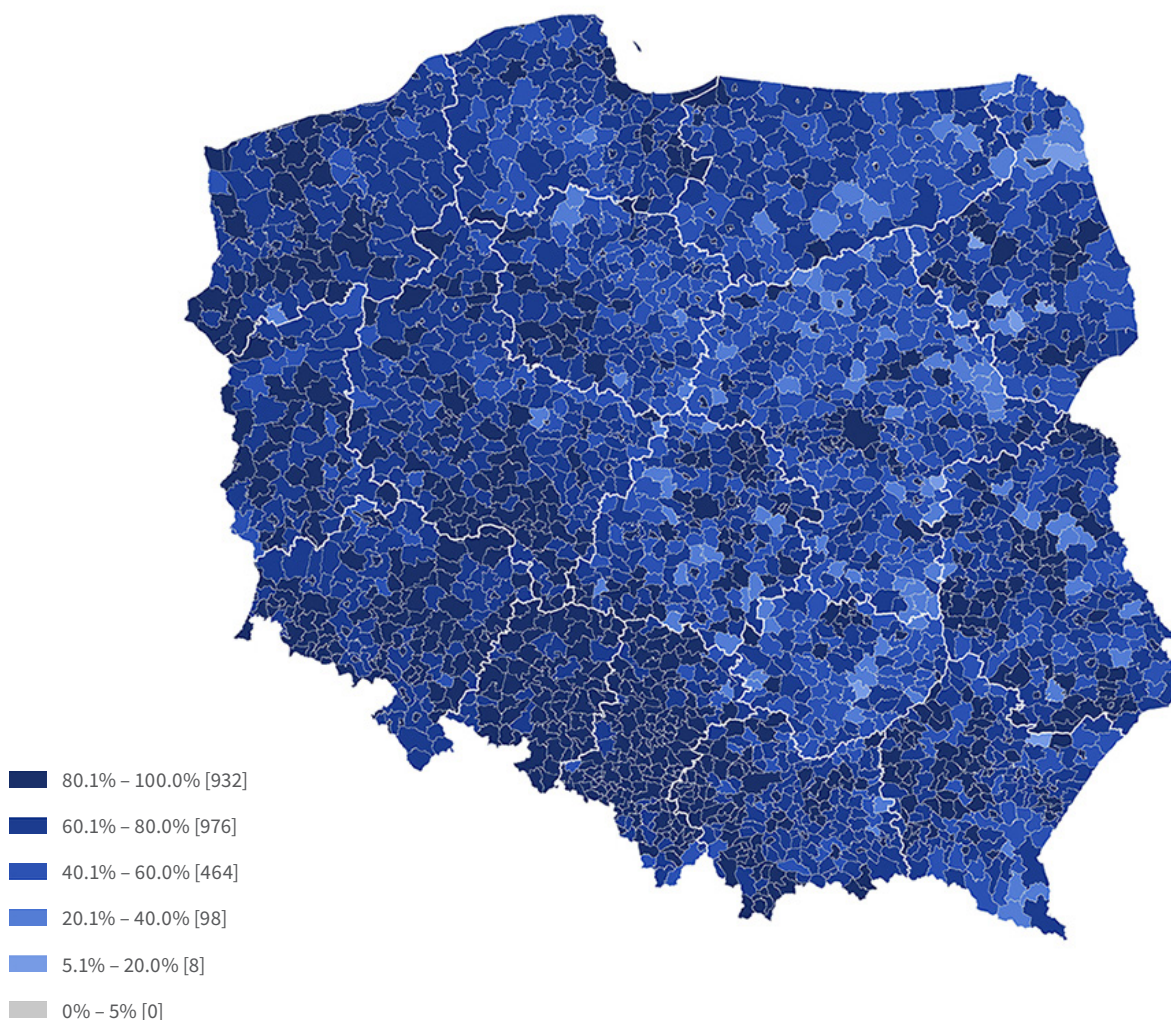 80.1% – 100.0% [932]
60.1% – 80.0% [976]
40.1% – 60.0% [464]
20.1% – 40.0% [98]
5.1% – 20.0% [8]
0% – 5% [0]